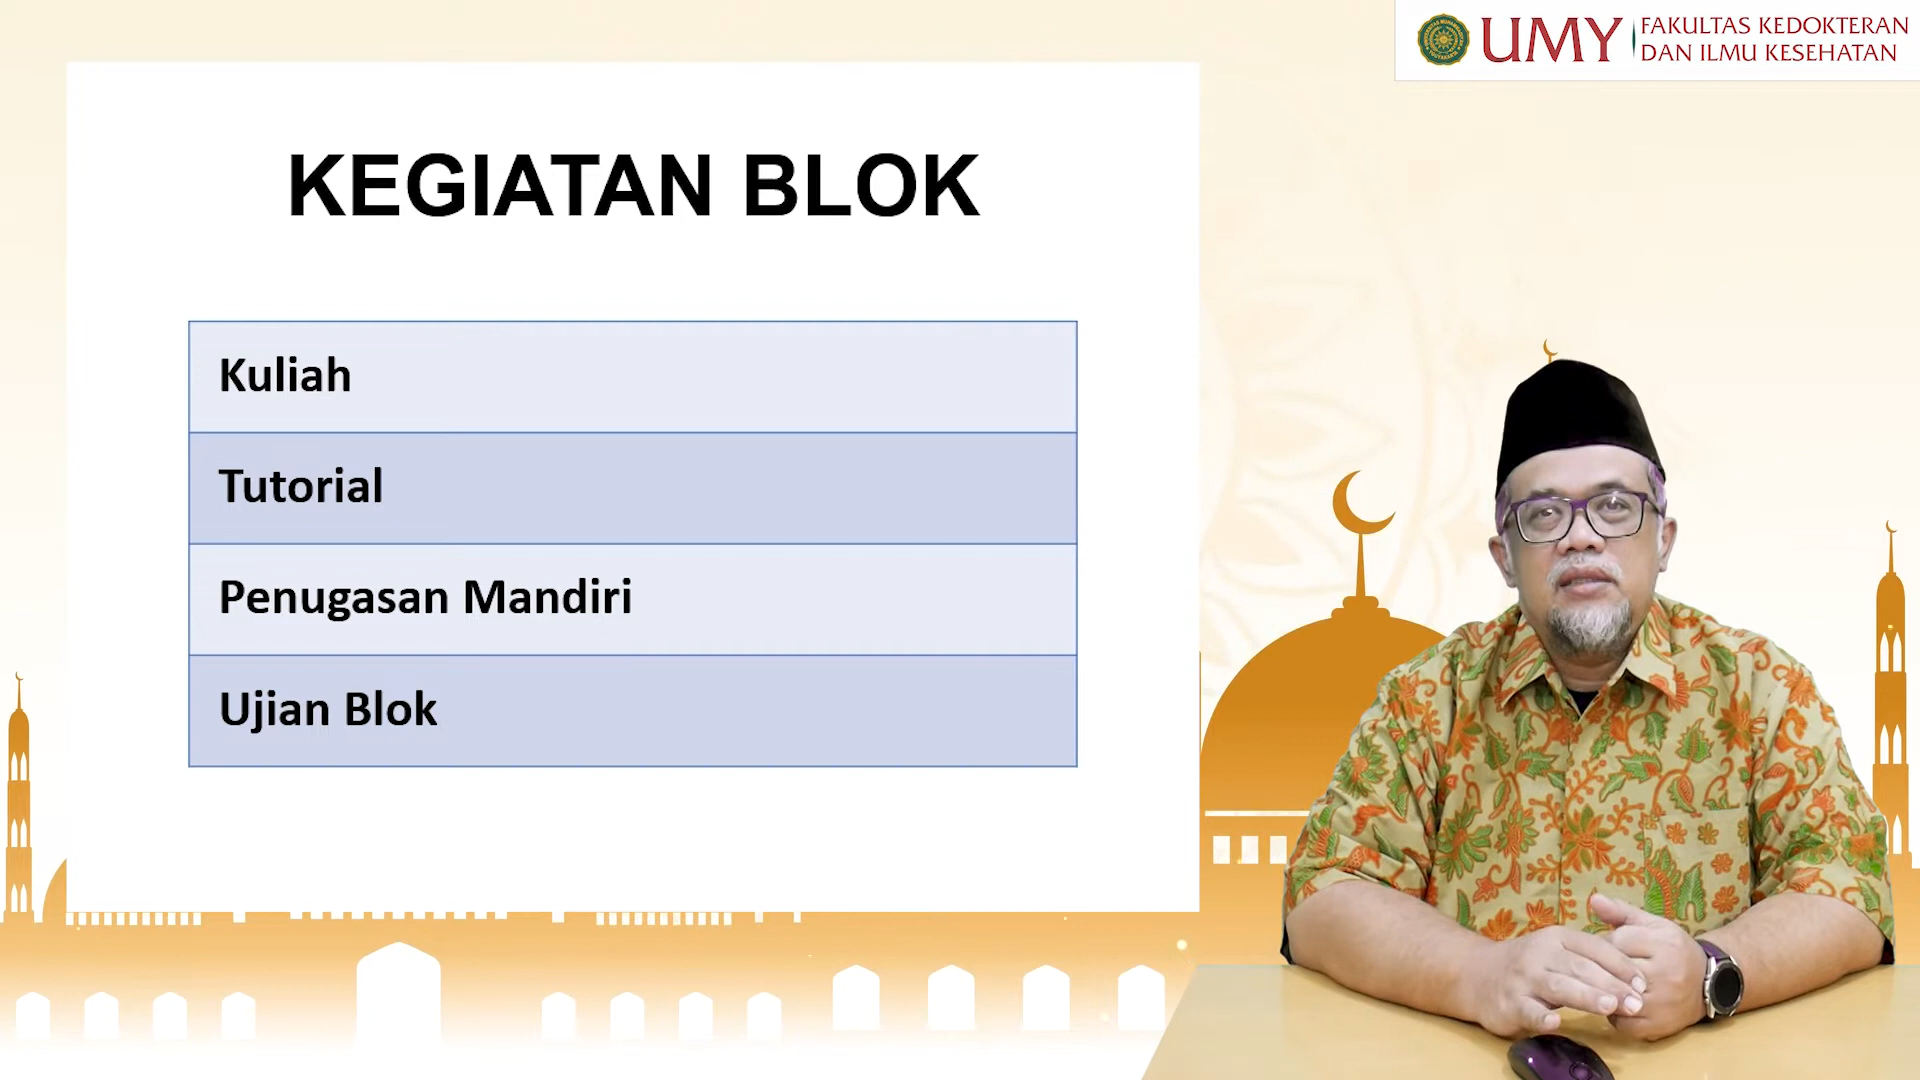 UMY
FAKULTAS KEDOKTERAN
DAN ILMU KESEHATAN
KEGIATAN BLOK
Kuliah
Tutorial
Penugasan Mandiri
Ujian Blok